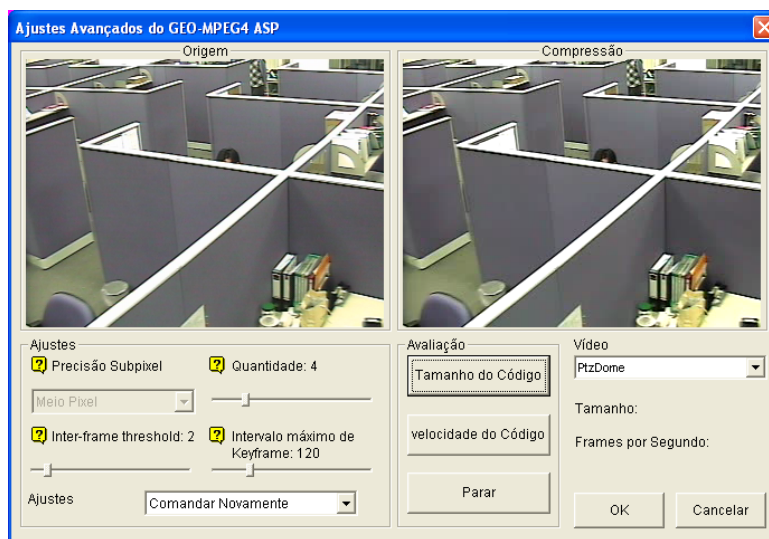 Ajustes Avançados do GEO-MPEG4 ASP
Origem
Compressão
Ajustes
Precisão Subpixel
Quantidade: 4
Meio Pixel
Inter-frame threshold: 2
Intervalo máximo de
Keyframe: 120
Ajustes
Comandar Novamente
Avaliação
Tamanho do Código
velocidade do Código
Parar
Vídeo
PtzDome
Tamanho:
Frames por Segundo:
OK
Cancelar